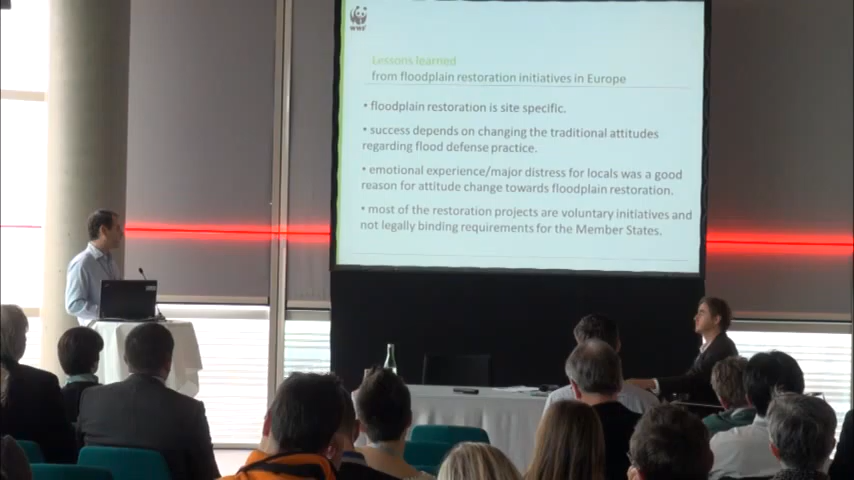 WWF
Lessons learned
from floodplain restoration initiatives in Europe
• floodplain restoration is site specific.
• success depends on changing the traditional attitudes
regarding flood defense practice.
• emotional experience/major distress for locals was a good
reason for attitude change towards floodplain restoration.
• most of the restoration projects are voluntary initiatives and
not legally binding requirements for the Member States.